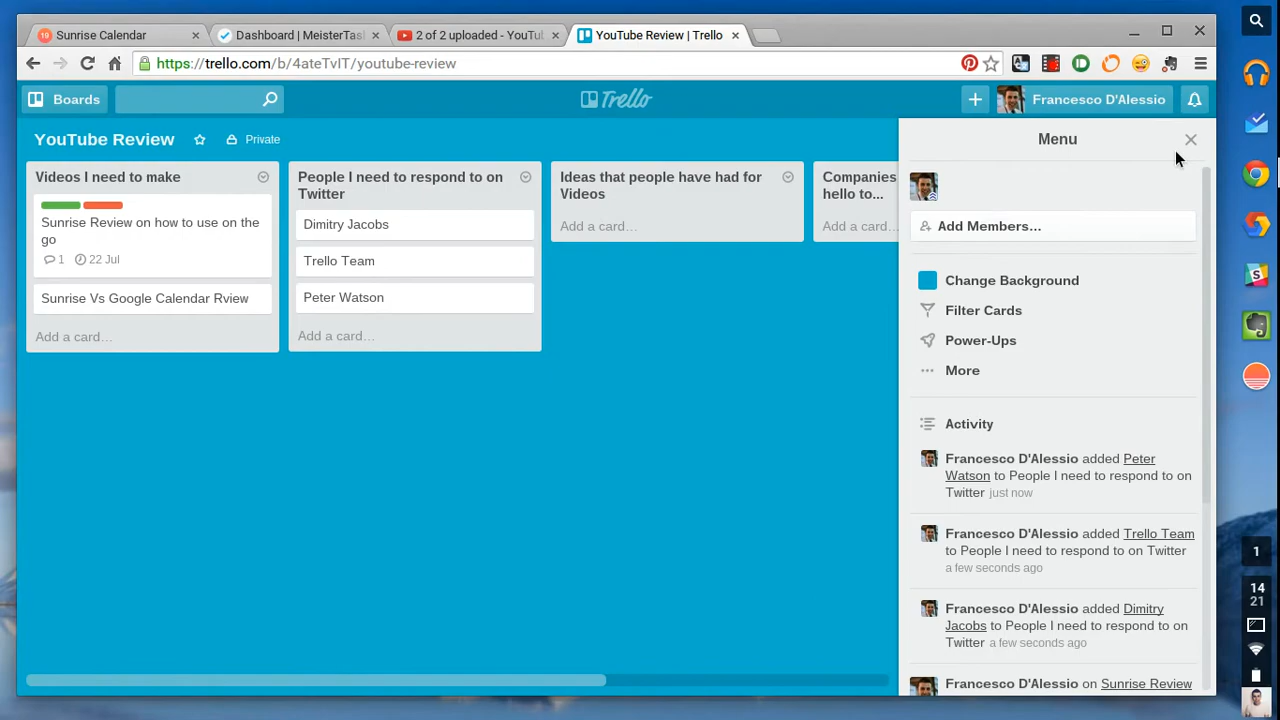 19 Sunrise Calendar
Dashboard | MeisterTask
2 of 2 uploaded - YouTu
YouTube Review | Trello
https://trello.com/b/4ateTvIT/youtube-review
Boards
Trello
Francesco D'Alessio
YouTube Review
Private
Videos I need to make
Sunrise Review on how to use on the
go
1 22 Jul
Sunrise Vs Google Calendar Rview
Add a card…
People I need to respond to on
Twitter
Dimitry Jacobs
Trello Team
Peter Watson
Add a card…
Ideas that people have had for
Videos
Add a card…
Companies
hello to...
Add a card…
Menu
Add Members…
Change Background
Filter Cards
Power-Ups
More
Activity
Francesco D'Alessio added Peter
Watson to People I need to respond to on
Twitter just now
Francesco D'Alessio added Trello Team
to People I need to respond to on Twitter
a few seconds ago
Francesco D'Alessio added Dimitry
Jacobs to People I need to respond to on
Twitter a few seconds ago
Francesco D'Alessio on Sunrise Review
1
14
21